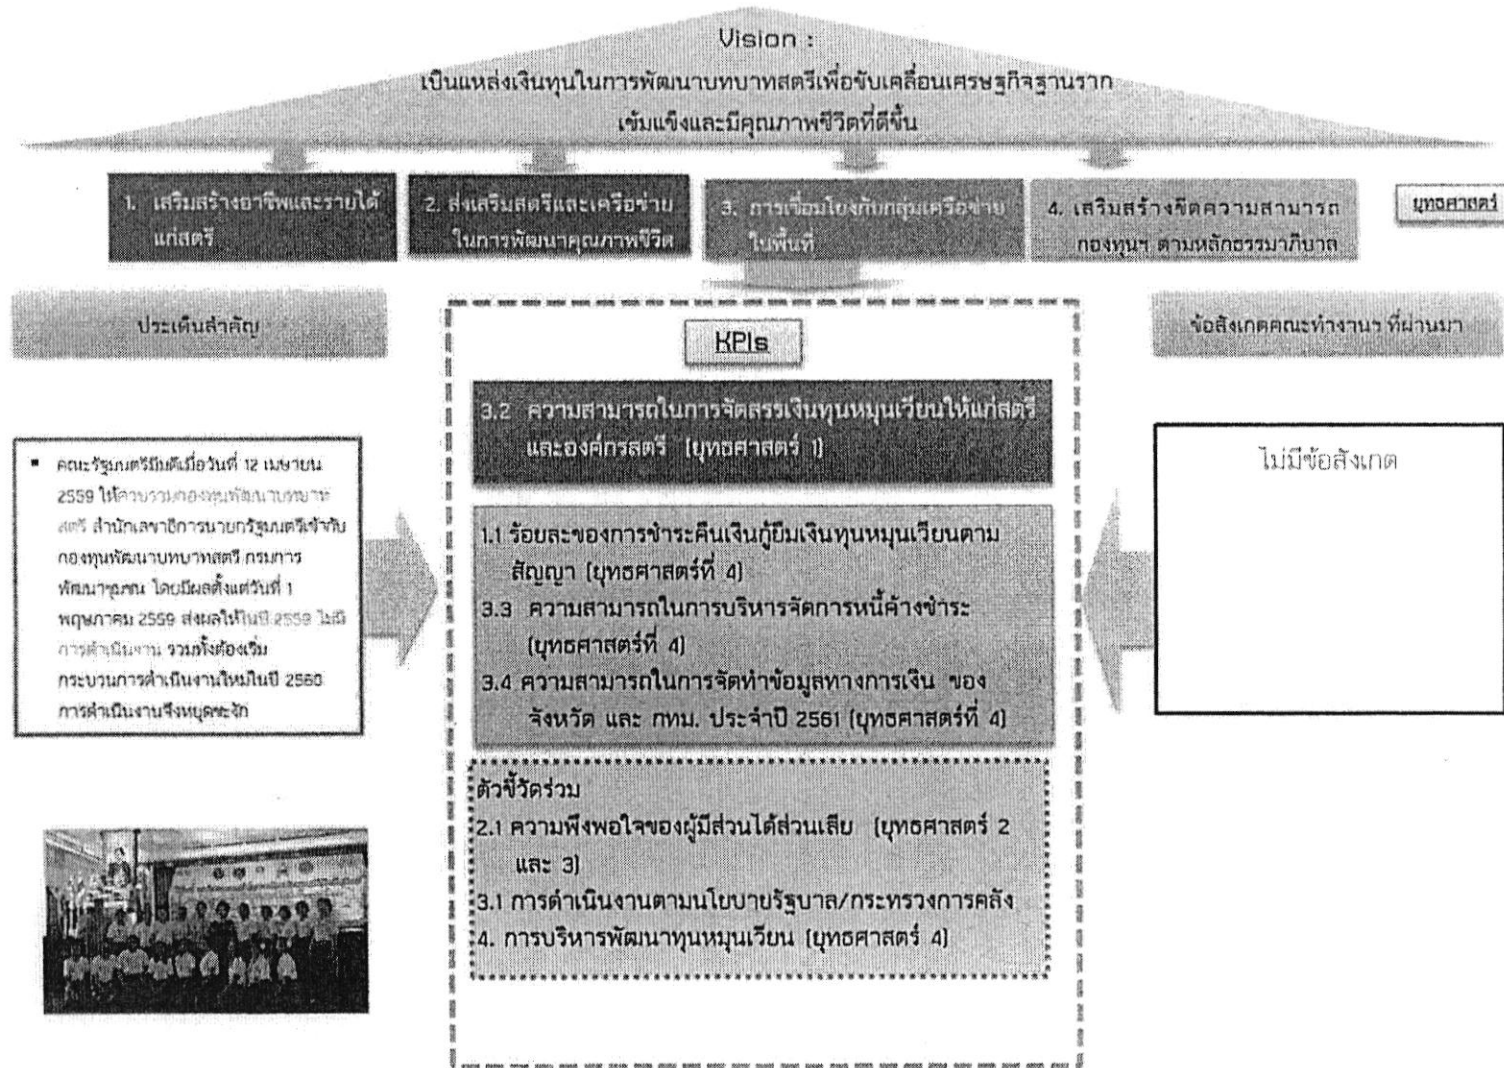 Vision :
เป็นแหล่งเงินทุนในการพัฒนาบทบาทสตรีเพื่อขับเคลื่อนเศรษฐกิจฐานราก
เข้มแข็งและมีคุณภาพชีวิตที่ดีขึ้น
1. เสริมสร้างอาชีพและรายได้
แก่สตรี
2. ส่งเสริมสตรีและเครือข่าย
ในการพัฒนาคุณภาพชีวิต
3. การเชื่อมโยงกับกลุ่มเครือข่าย
ในพื้นที่
4. เสริมสร้างขีดความสามารถ
กองทุนฯ ตามหลักธรรมาภิบาล
ยุทธศาสตร์
ประเด็นสำคัญ
▪ คณะรัฐมนตรีมีมติเมื่อวันที่ 12 เมษายน
2559 ให้ควบรวมกองทุนพัฒนาบทบาท
สตรี สำนักเลขาธิการนายกรัฐมนตรีเข้ากับ
กองทุนพัฒนาบทบาทสตรี กรมการ
พัฒนาชุมชน โดยมีผลตั้งแต่วันที่ 1
พฤษภาคม 2559 ส่งผลให้ในปี 2559 ไม่มี
การดำเนินงาน รวมทั้งต้องเริ่ม
กระบวนการดำเนินงานใหม่ในปี 2560
การดำเนินงานจึงหยุดชะงัก
KPIs
3.2 ความสามารถในการจัดสรรเงินทุนหมุนเวียนให้แก่สตรี
และองค์กรสตรี (ยุทธศาสตร์ 1)
1.1 ร้อยละของการชำระคืนเงินกู้ยืมเงินทุนหมุนเวียนตาม
สัญญา (ยุทธศาสตร์ที่ 4)
3.3 ความสามารถในการบริหารจัดการหนี้ค้างชำระ
(ยุทธศาสตร์ที่ 4)
3.4 ความสามารถในการจัดทำข้อมูลทางการเงิน ของ
จังหวัด และ กทม. ประจำปี 2561 (ยุทธศาสตร์ที่ 4)
ตัวชี้วัดร่วม
2.1 ความพึงพอใจของผู้มีส่วนได้ส่วนเสีย (ยุทธศาสตร์ 2
และ 3)
3.1 การดำเนินงานตามนโยบายรัฐบาล/กระทรวงการคลัง
4. การบริหารพัฒนาทุนหมุนเวียน (ยุทธศาสตร์ 4)
ข้อสังเกตคณะทำงานฯ ที่ผ่านมา
ไม่มีข้อสังเกต